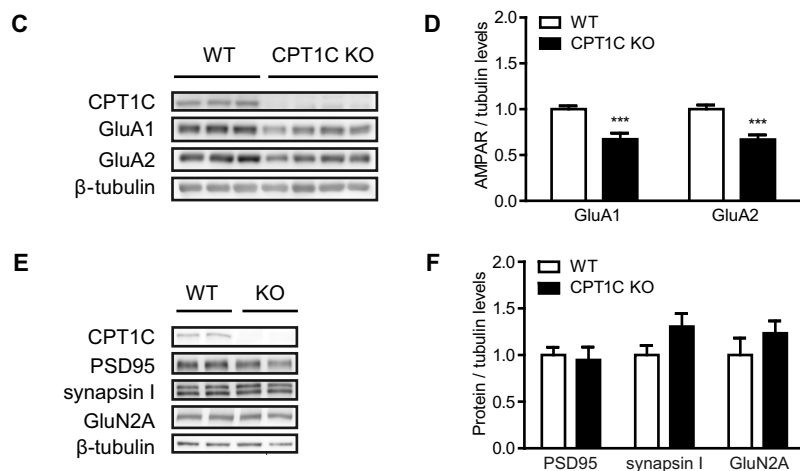 C
WT CPT1C KO
CPT1C
GluA1
GluA2
β-tubulin
D
WT
CPT1C KO
AMPAR / tubulin levels
2.0
1.5
1.0
0.5
0.0
*** ***
GluA1 GluA2
E
WT KO
CPT1C
PSD95
synapsin I
GluN2A
β-tubulin
F
WT
CPT1C KO
Protein / tubulin levels
2.0
1.5
1.0
0.5
0.0
PSD95 synapsin I GluN2A